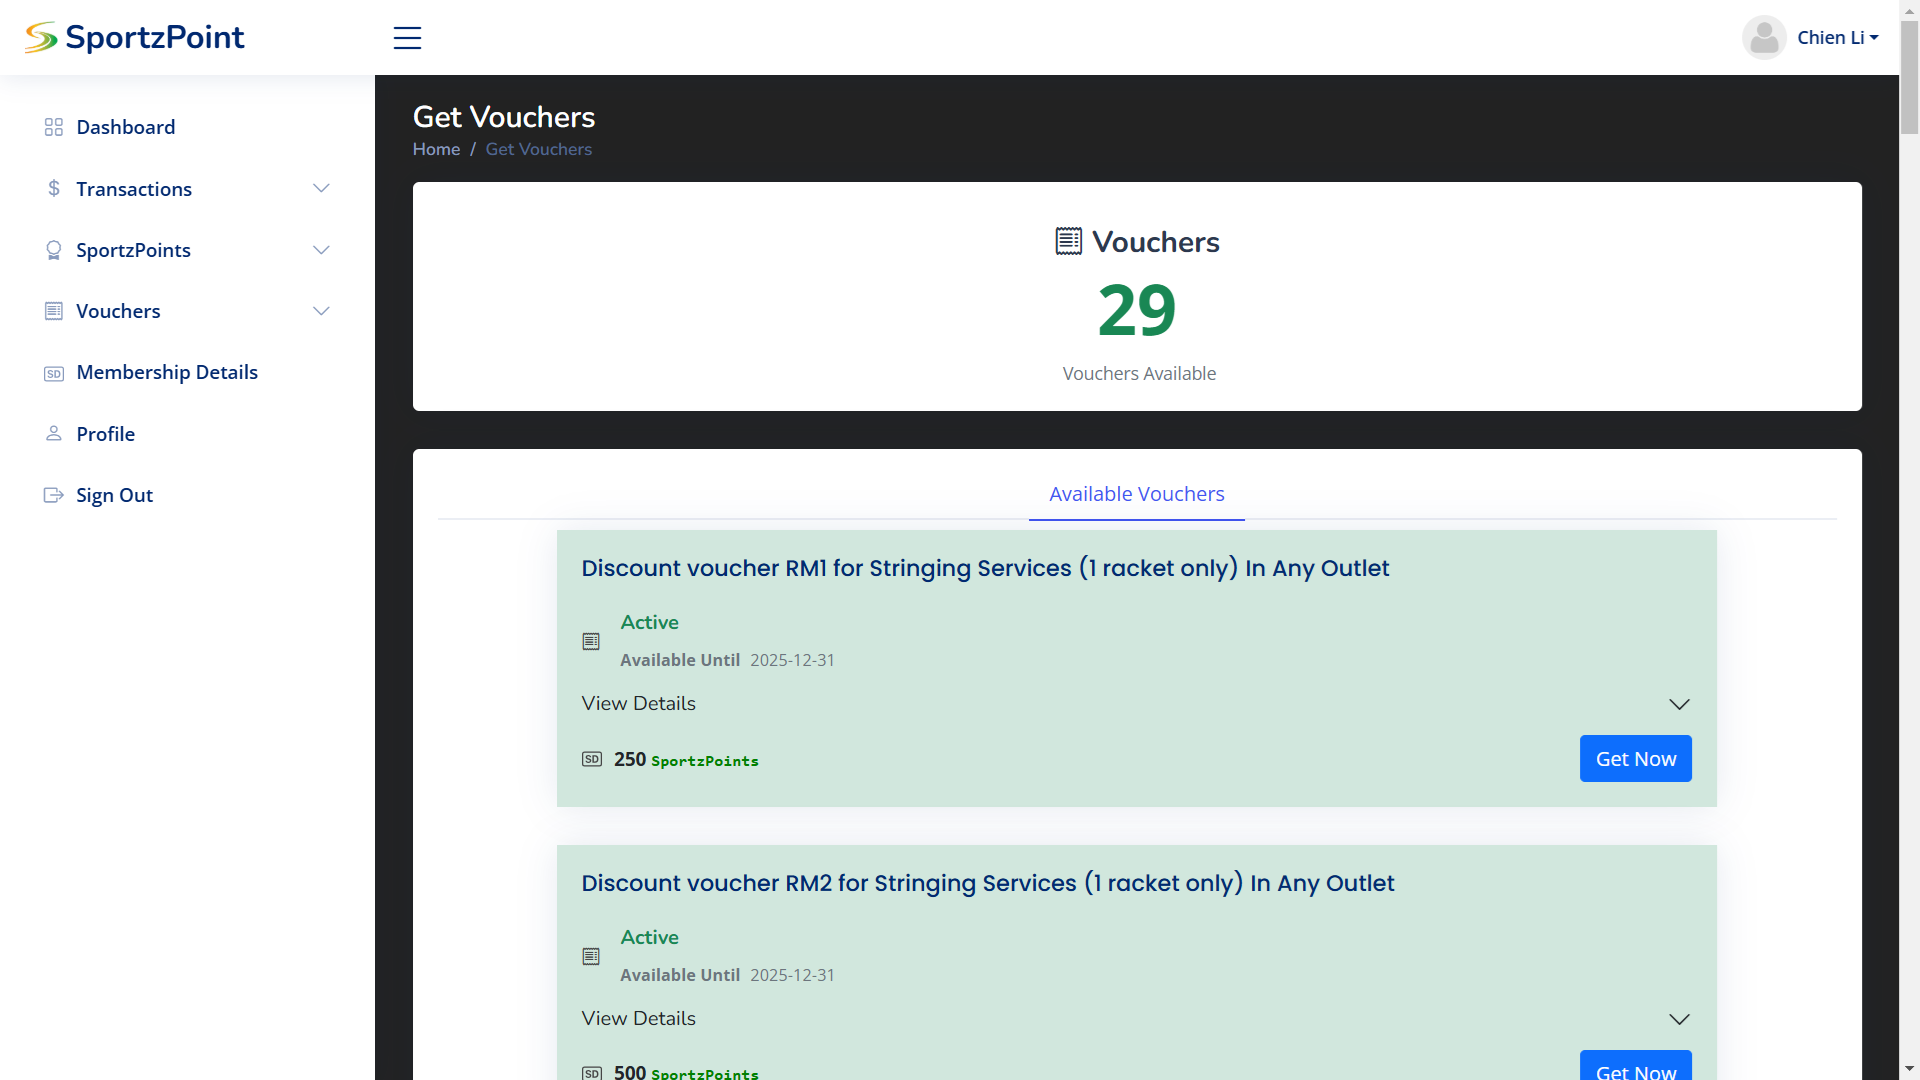 SportzPoint
Chien Li
Dashboard
Transactions
SportzPoints
Vouchers
Membership Details
Profile
Sign Out
Get Vouchers
Home / Get Vouchers
Vouchers
29
Vouchers Available
Available Vouchers
Discount voucher RM1 for Stringing Services (1 racket only) In Any Outlet
Active
Available Until 2025-12-31
View Details
SD 250 SportzPoints
Get Now
Discount voucher RM2 for Stringing Services (1 racket only) In Any Outlet
Active
Available Until 2025-12-31
View Details
SD 500 SportzPoints
Get Now